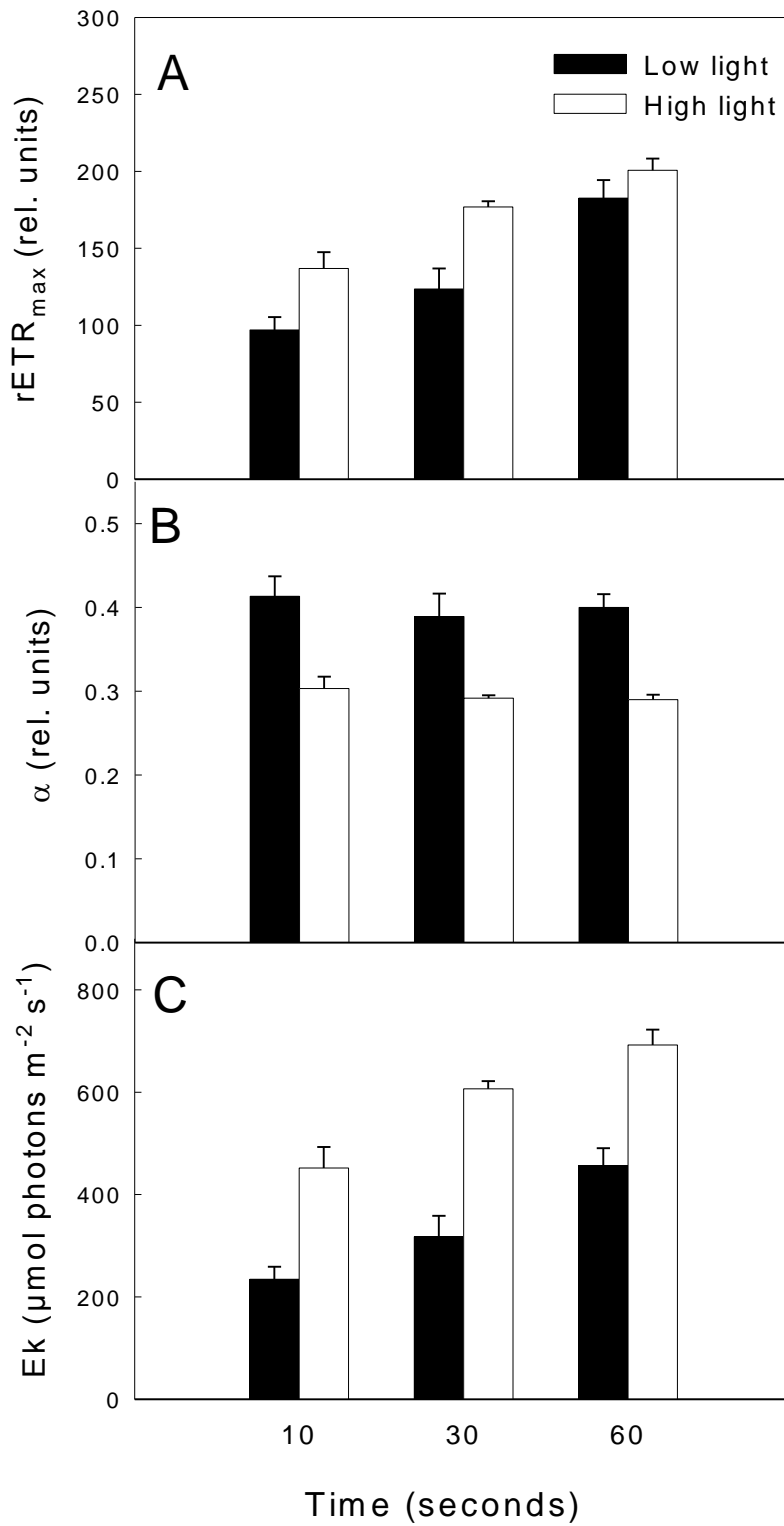 300
A
Low light
250
High light
200
150
100
50
0
rETRmax (rel. units)
0.5
B
0.4
0.3
0.2
0.1
0.0
α (rel. units)
800
C
600
400
200
0
Ek (µmol photons m-2 s-1)
10 30 60
Time (seconds)